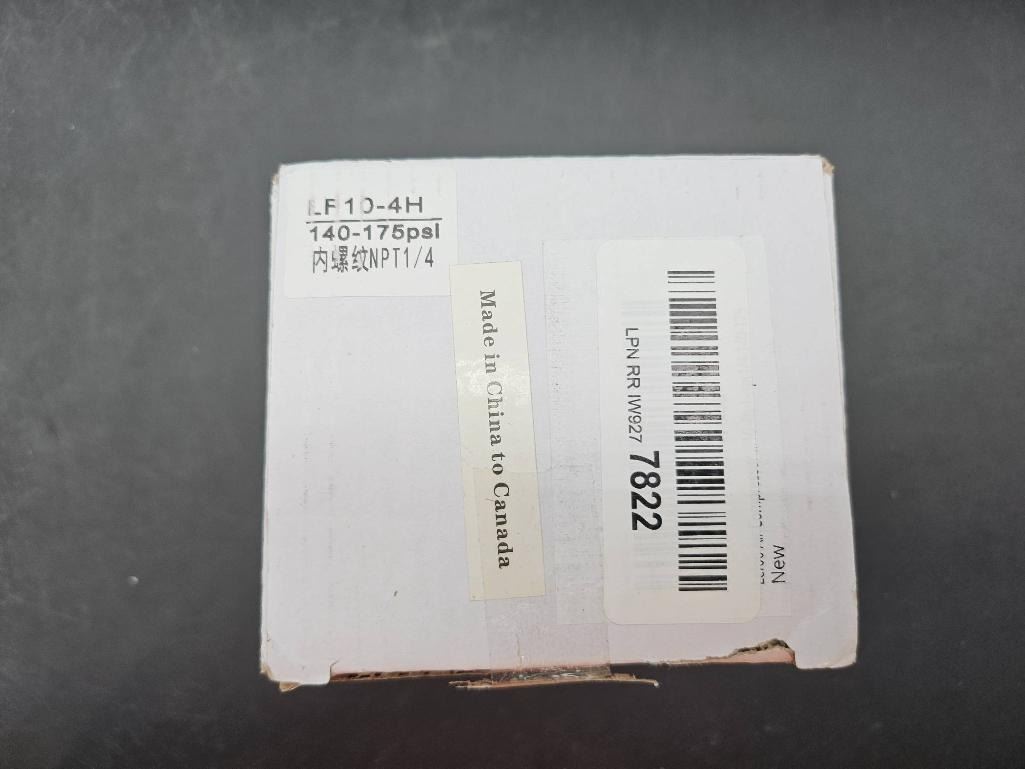 LF10-4H
140-175psi
内螺纹NPT1/4
Made in China to Canada
LPN RR IW927 7822
New